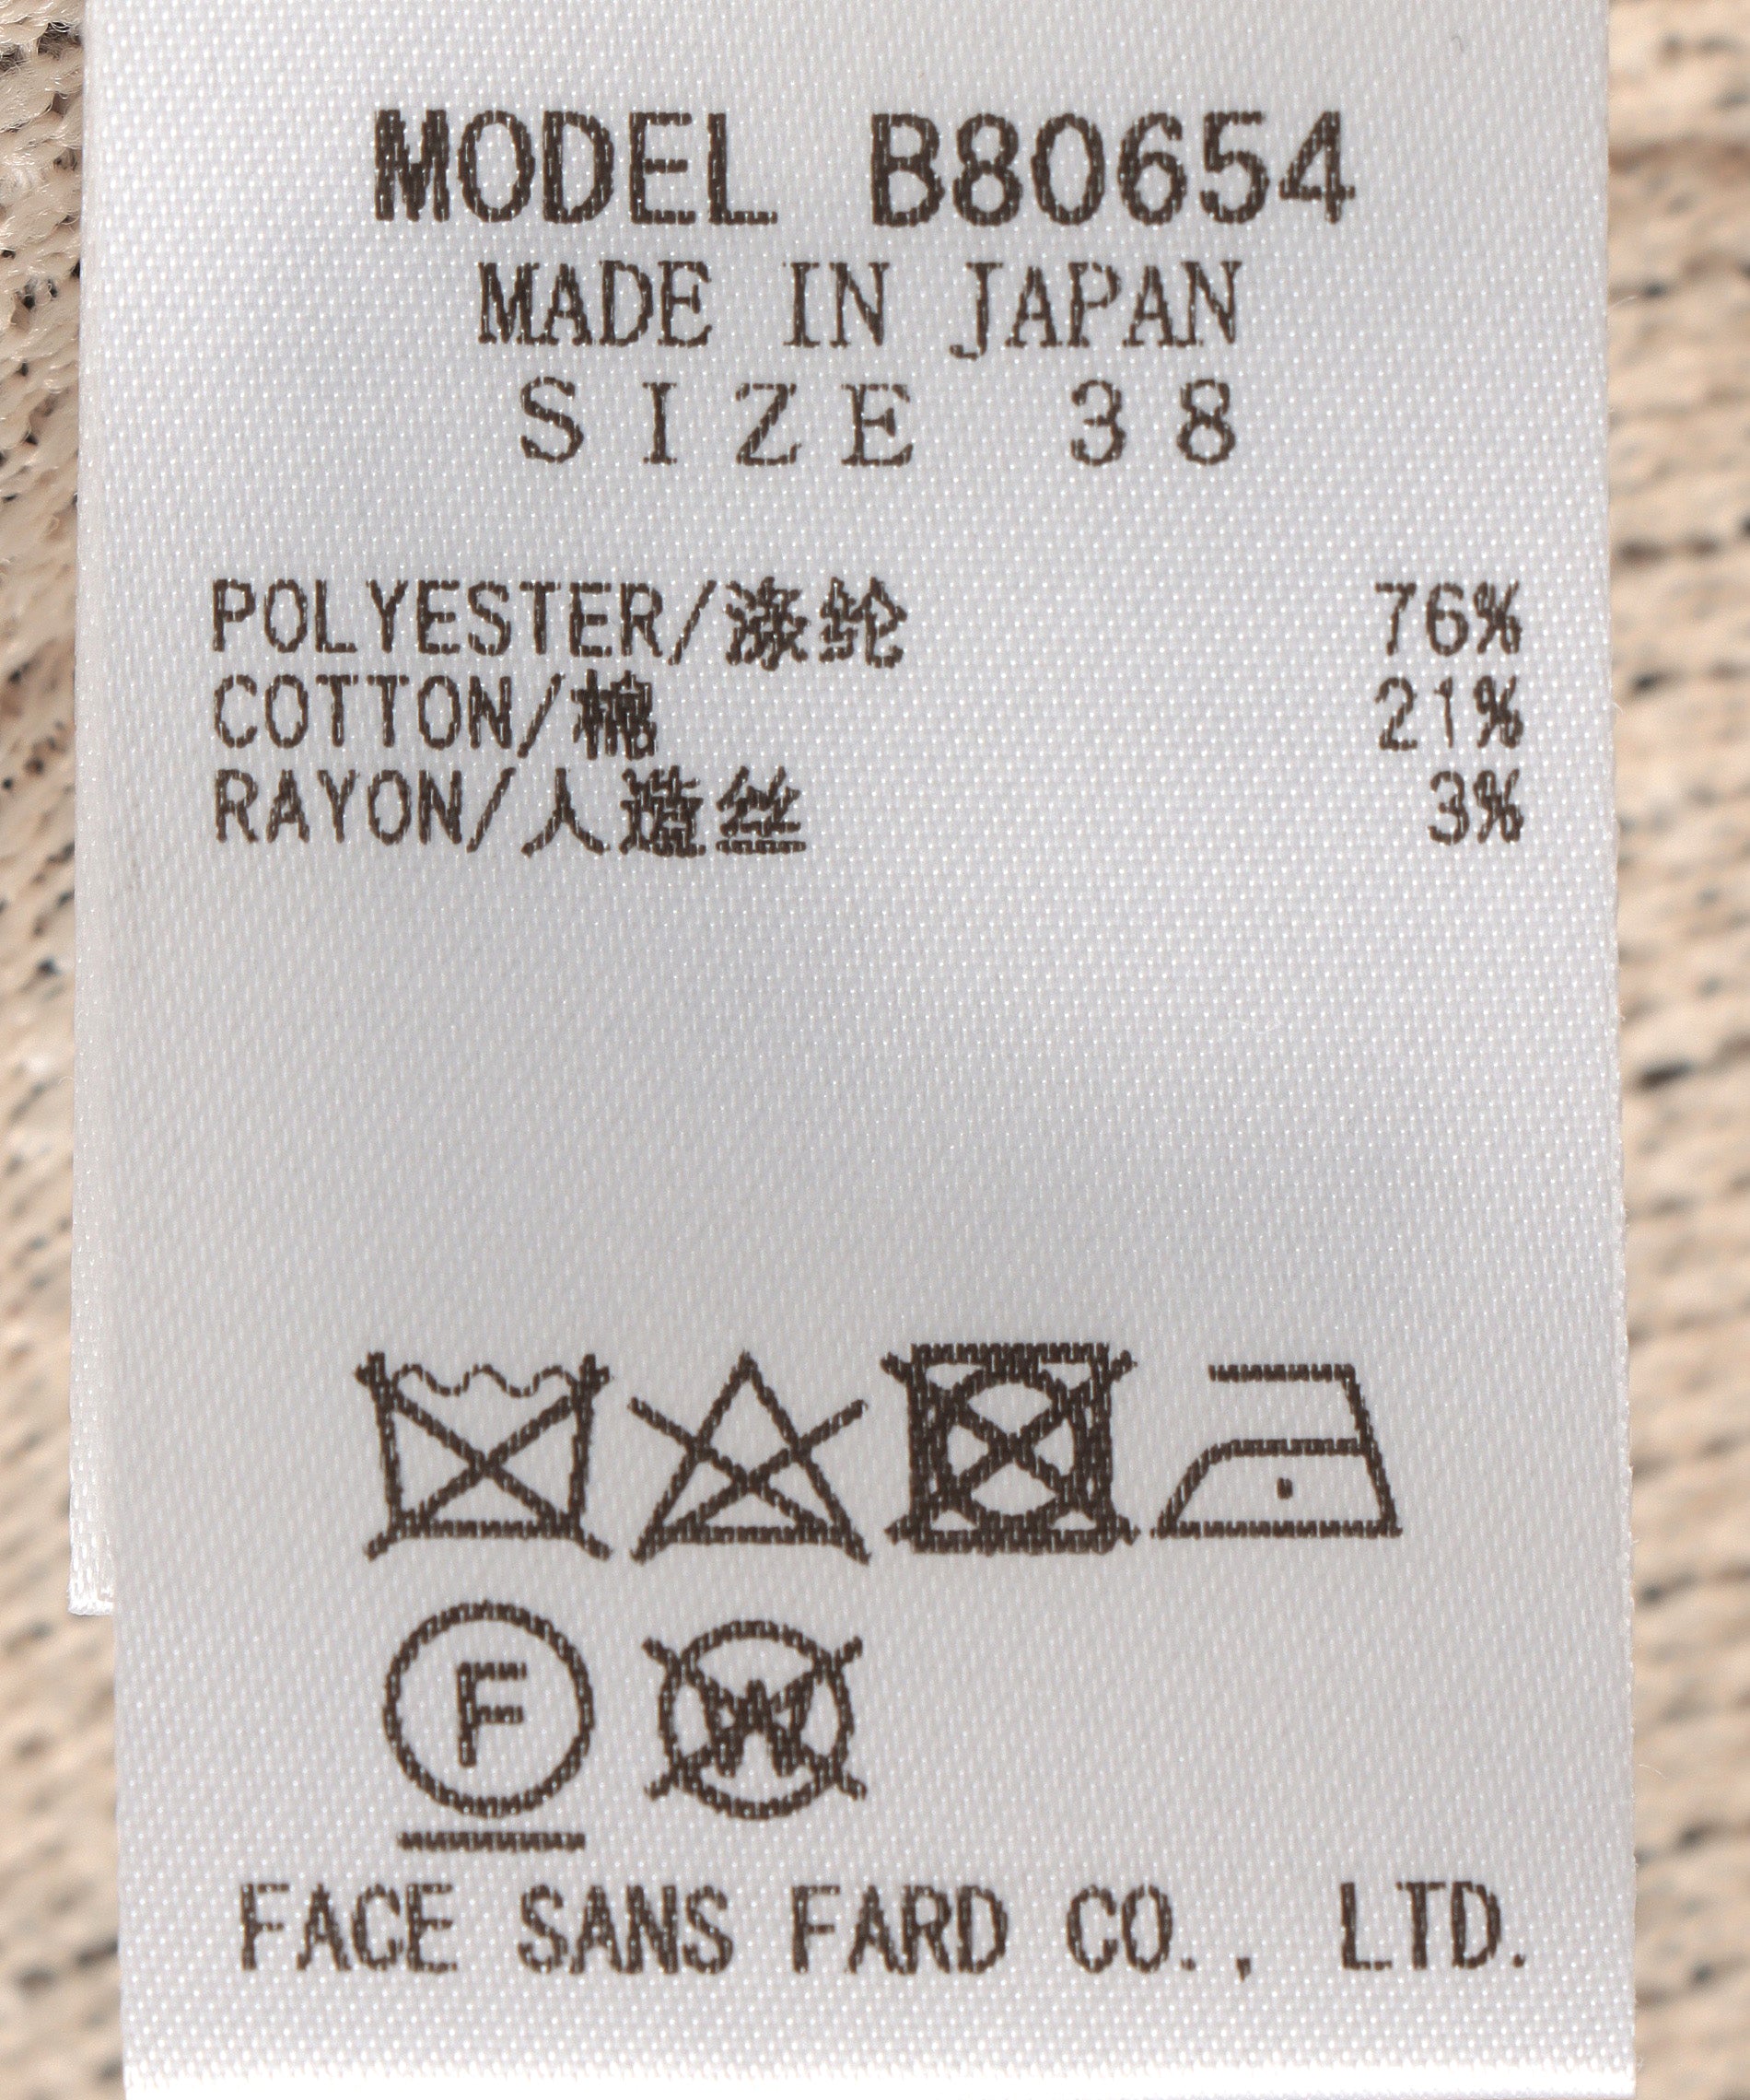 MODEL B80654
MADE IN JAPAN
SIZE 38
POLYESTER/涤纶 76%
COTTON/棉 21%
RAYON/人造丝 3%
F W
FACE SANS FARD CO., LTD.